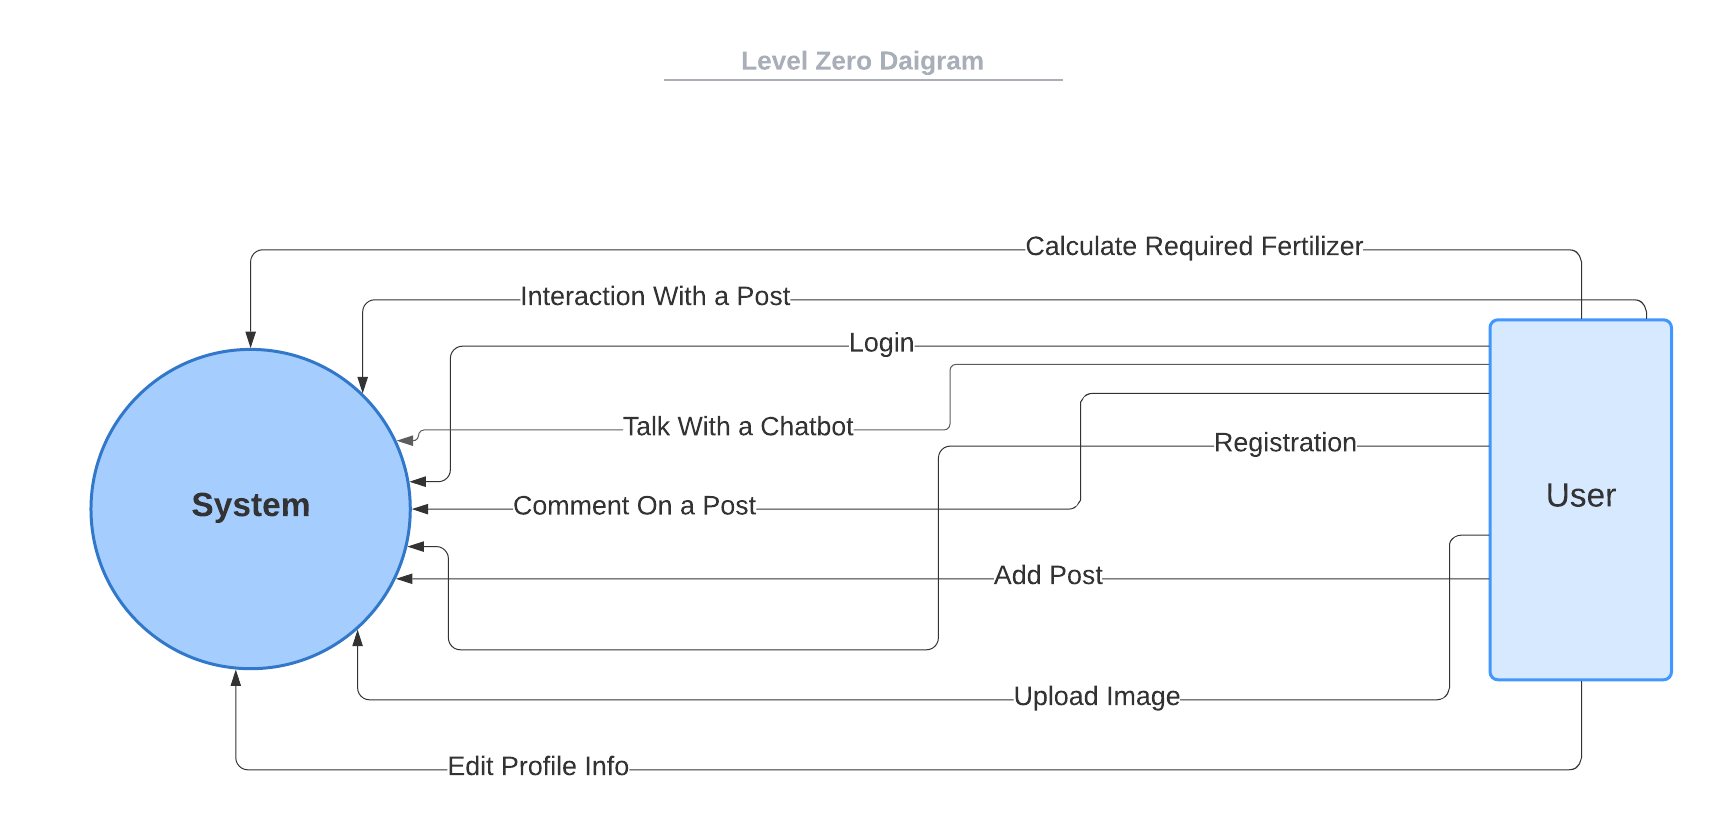 Level Zero Daigram
Calculate Required Fertilizer
Interaction With a Post
Login
Talk With a Chatbot
Registration
System
Comment On a Post
User
Add Post
Upload Image
Edit Profile Info